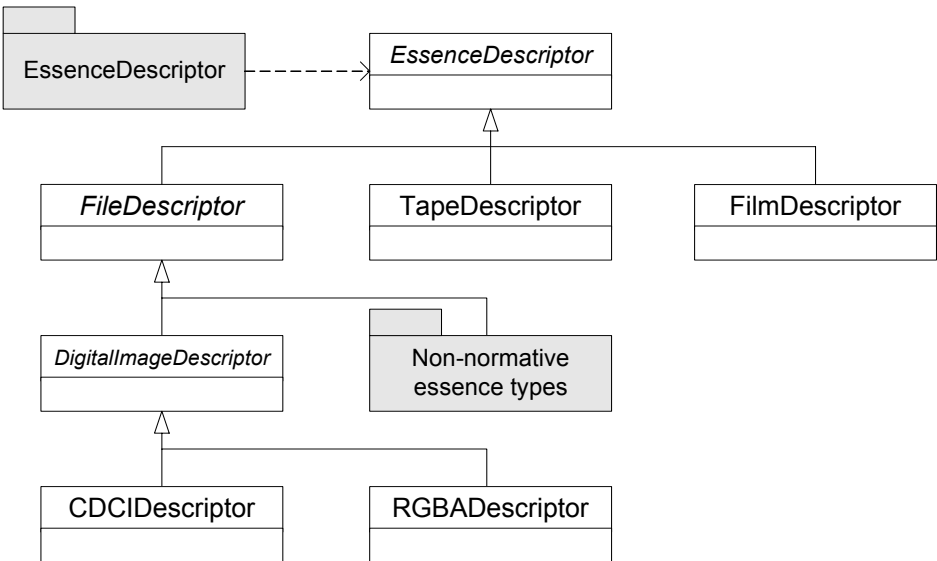 EssenceDescriptor
EssenceDescriptor
FileDescriptor
TapeDescriptor
FilmDescriptor
DigitalImageDescriptor
Non-normative
essence types
CDCIDescriptor
RGBADescriptor